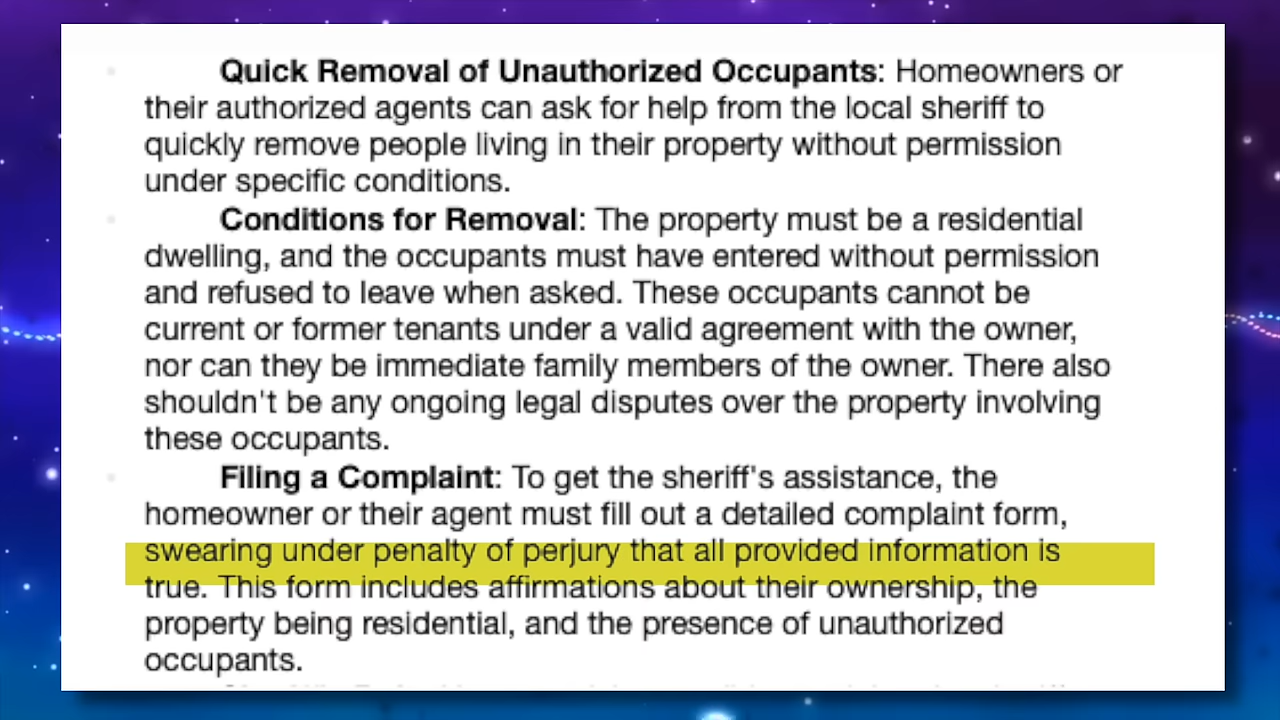 Quick Removal of Unauthorized Occupants: Homeowners or
their authorized agents can ask for help from the local sheriff to
quickly remove people living in their property without permission
under specific conditions.
Conditions for Removal: The property must be a residential
dwelling, and the occupants must have entered without permission
and refused to leave when asked. These occupants cannot be
current or former tenants under a valid agreement with the owner,
nor can they be immediate family members of the owner. There also
shouldn't be any ongoing legal disputes over the property involving
these occupants.
Filing a Complaint: To get the sheriff's assistance, the
homeowner or their agent must fill out a detailed complaint form,
swearing under penalty of perjury that all provided information is
true. This form includes affirmations about their ownership, the
property being residential, and the presence of unauthorized
occupants.